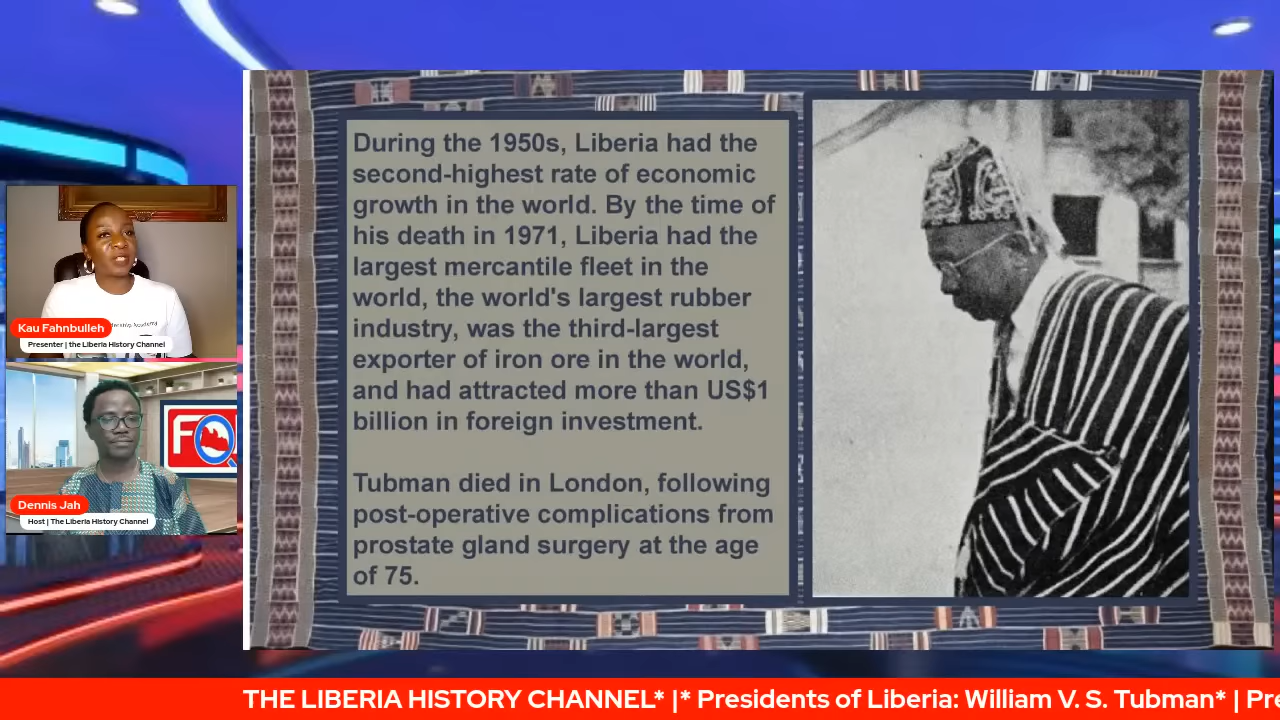 During the 1950s, Liberia had the
second-highest rate of economic
growth in the world. By the time of
his death in 1971, Liberia had the
largest mercantile fleet in the
world, the world's largest rubber
industry, was the third-largest
exporter of iron ore in the world,
and had attracted more than US$1
billion in foreign investment.
Tubman died in London, following
post-operative complications from
prostate gland surgery at the age
of 75.
Kau Fahnbulleh
Presenter | the Liberia History Channel
Academy
FO
Dennis Jah
Host | The Liberia History Channel
THE LIBERIA HISTORY CHANNEL* |* Presidents of Liberia: William V. S. Tubman* | Pre